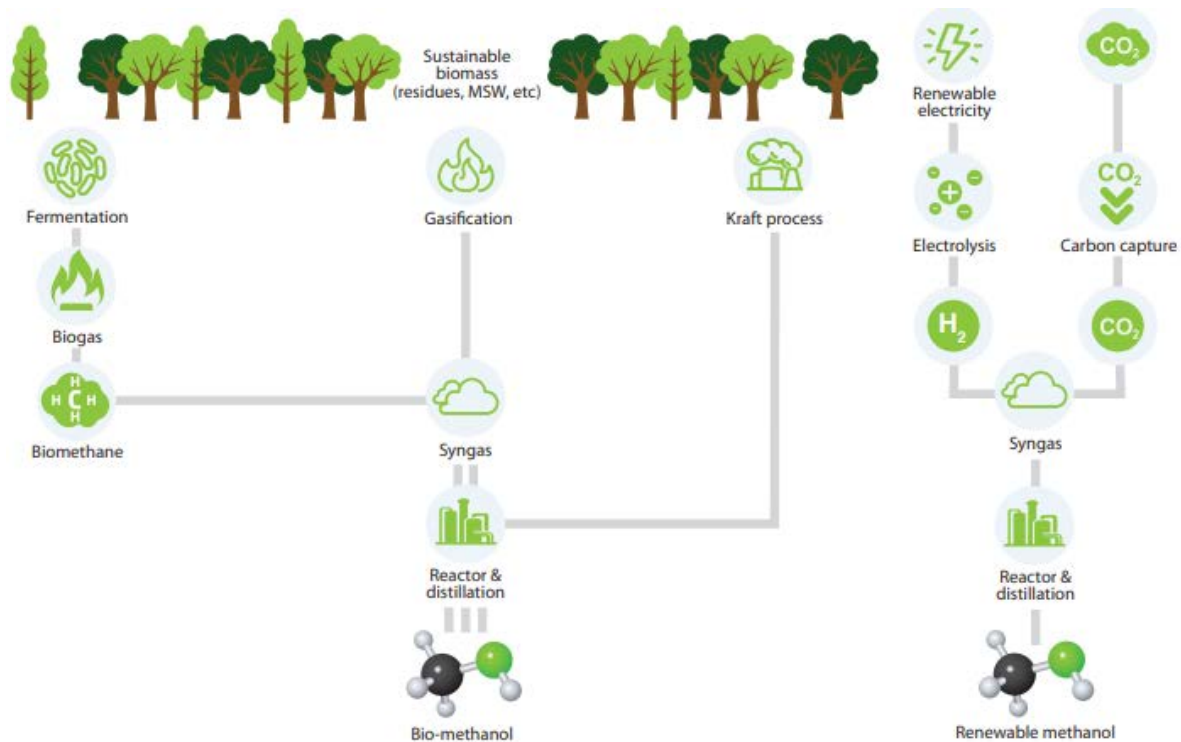 Sustainable
biomass
(residues, MSW, etc)
Renewable
electricity
CO₂
Fermentation
Gasification
Kraft process
Electrolysis
CO₂
Carbon capture
Biogas
H₂
CO₂
H
H C H
H
Biomethane
Syngas
Syngas
Reactor &
distillation
Reactor &
distillation
Bio-methanol
Renewable methanol